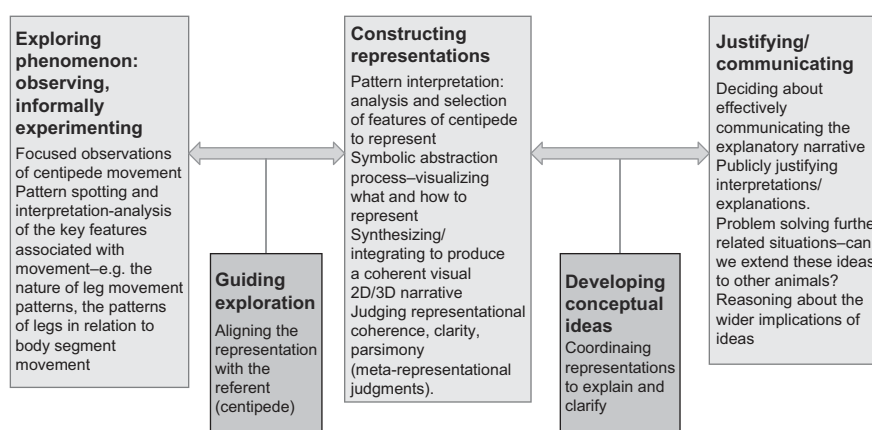 Exploring
phenomenon:
observing,
informally
experimenting
Focused observations
of centipede movement
Pattern spotting and
interpretation-analysis
of the key features
associated with
movement–e.g. the
nature of leg movement
patterns, the patterns
of legs in relation to
body segment
movement
Guiding
exploration
Aligning the
representation
with the
referent
(centipede)
Constructing
representations
Pattern interpretation:
analysis and selection
of features of centipede
to represent
Symbolic abstraction
process–visualizing
what and how to
represent
Synthesizing/
integrating to produce
a coherent visual
2D/3D narrative
Judging representational
coherence, clarity,
parsimony
(meta-representational
judgments).
Developing
conceptual
ideas
Coordinaing
representations
to explain and
clarify
Justifying/
communicating
Deciding about
effectively
communicating the
explanatory narrative
Publicly justifying
interpretations/
explanations.
Problem solving furthe
related situations–can
we extend these ideas
to other animals?
Reasoning about the
wider implications of
ideas